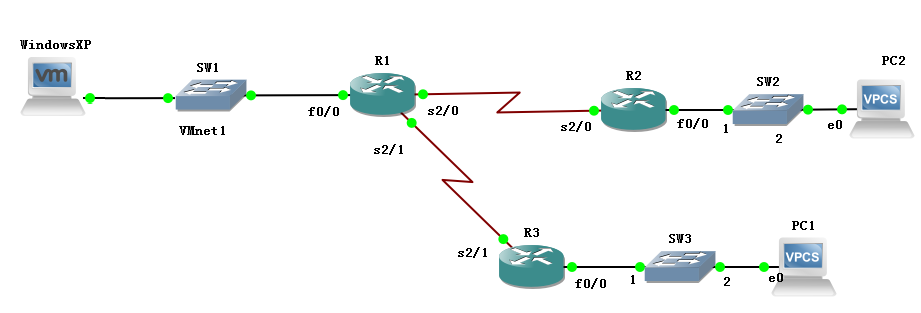 WindowsXP
vm
SW1
VMnet1
R1
f0/0
s2/0
s2/1
R2
s2/0
f0/0
SW2
1
2
e0
PC2
VPCS
R3
s2/1
f0/0
SW3
1
2
e0
PC1
VPCS